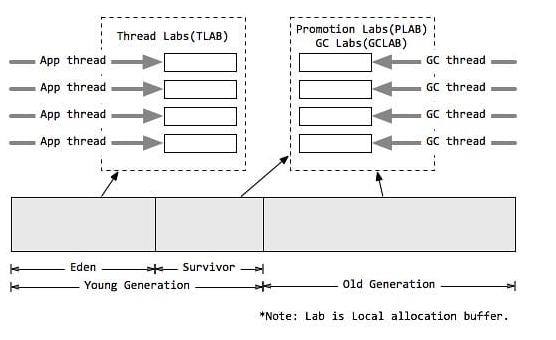 Thread Labs(TLAB)
Promotion Labs(PLAB)
GC Labs(GCLAB)
App thread
GC thread
App thread
GC thread
App thread
GC thread
App thread
GC thread
Eden
Survivor
Young Generation
Old Generation
*Note: Lab is Local allocation buffer.